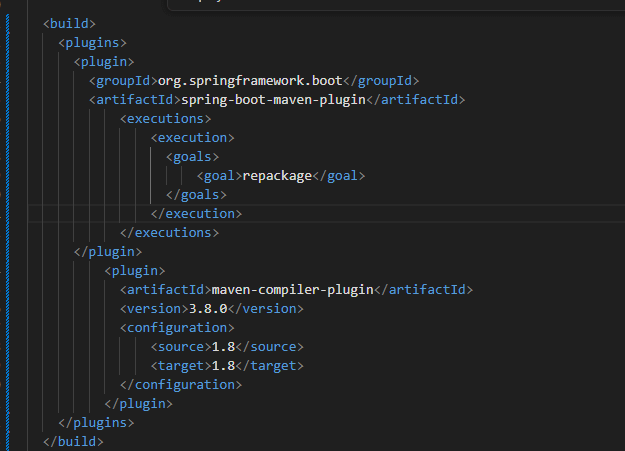 <build>
<plugins>
<plugin>
<groupId>org.springframework.boot</groupId>
<artifactId>spring-boot-maven-plugin</artifactId>
<executions>
<execution>
<goals>
<goal>repackage</goal>
</goals>
</execution>
</executions>
</plugin>
<plugin>
<artifactId>maven-compiler-plugin</artifactId>
<version>3.8.0</version>
<configuration>
<source>1.8</source>
<target>1.8</target>
</configuration>
</plugin>
</plugins>
</build>